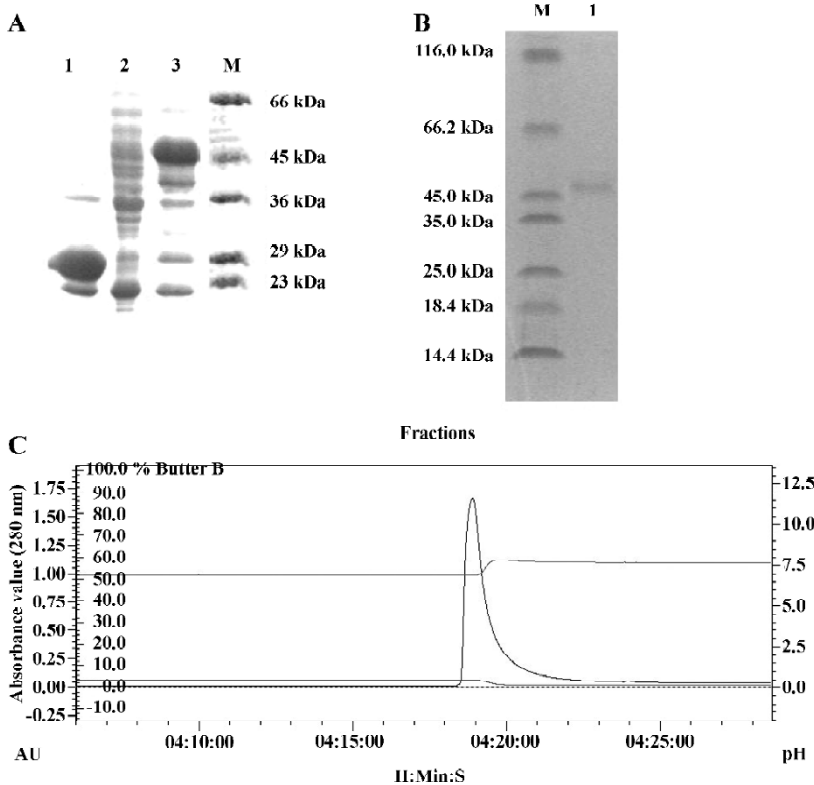 A
1 2 3 M
66 kDa
45 kDa
36 kDa
29 kDa
23 kDa
B
M 1
116.0 kDa
66.2 kDa
45.0 kDa
35.0 kDa
25.0 kDa
18.4 kDa
14.4 kDa
C
Fractions
Absorbance value (280 nm)
1.75
1.50
1.25
1.00
0.75
0.50
0.25
0.00
-0.25
AU
100.0 % Butter B
90.0
80.0
70.0
60.0
50.0
40.0
30.0
20.0
10.0
0.0
-10.0
12.5
10.0
7.5
5.0
2.5
0.0
pH
04:10:00 04:15:00 04:20:00 04:25:00
II:Min:S